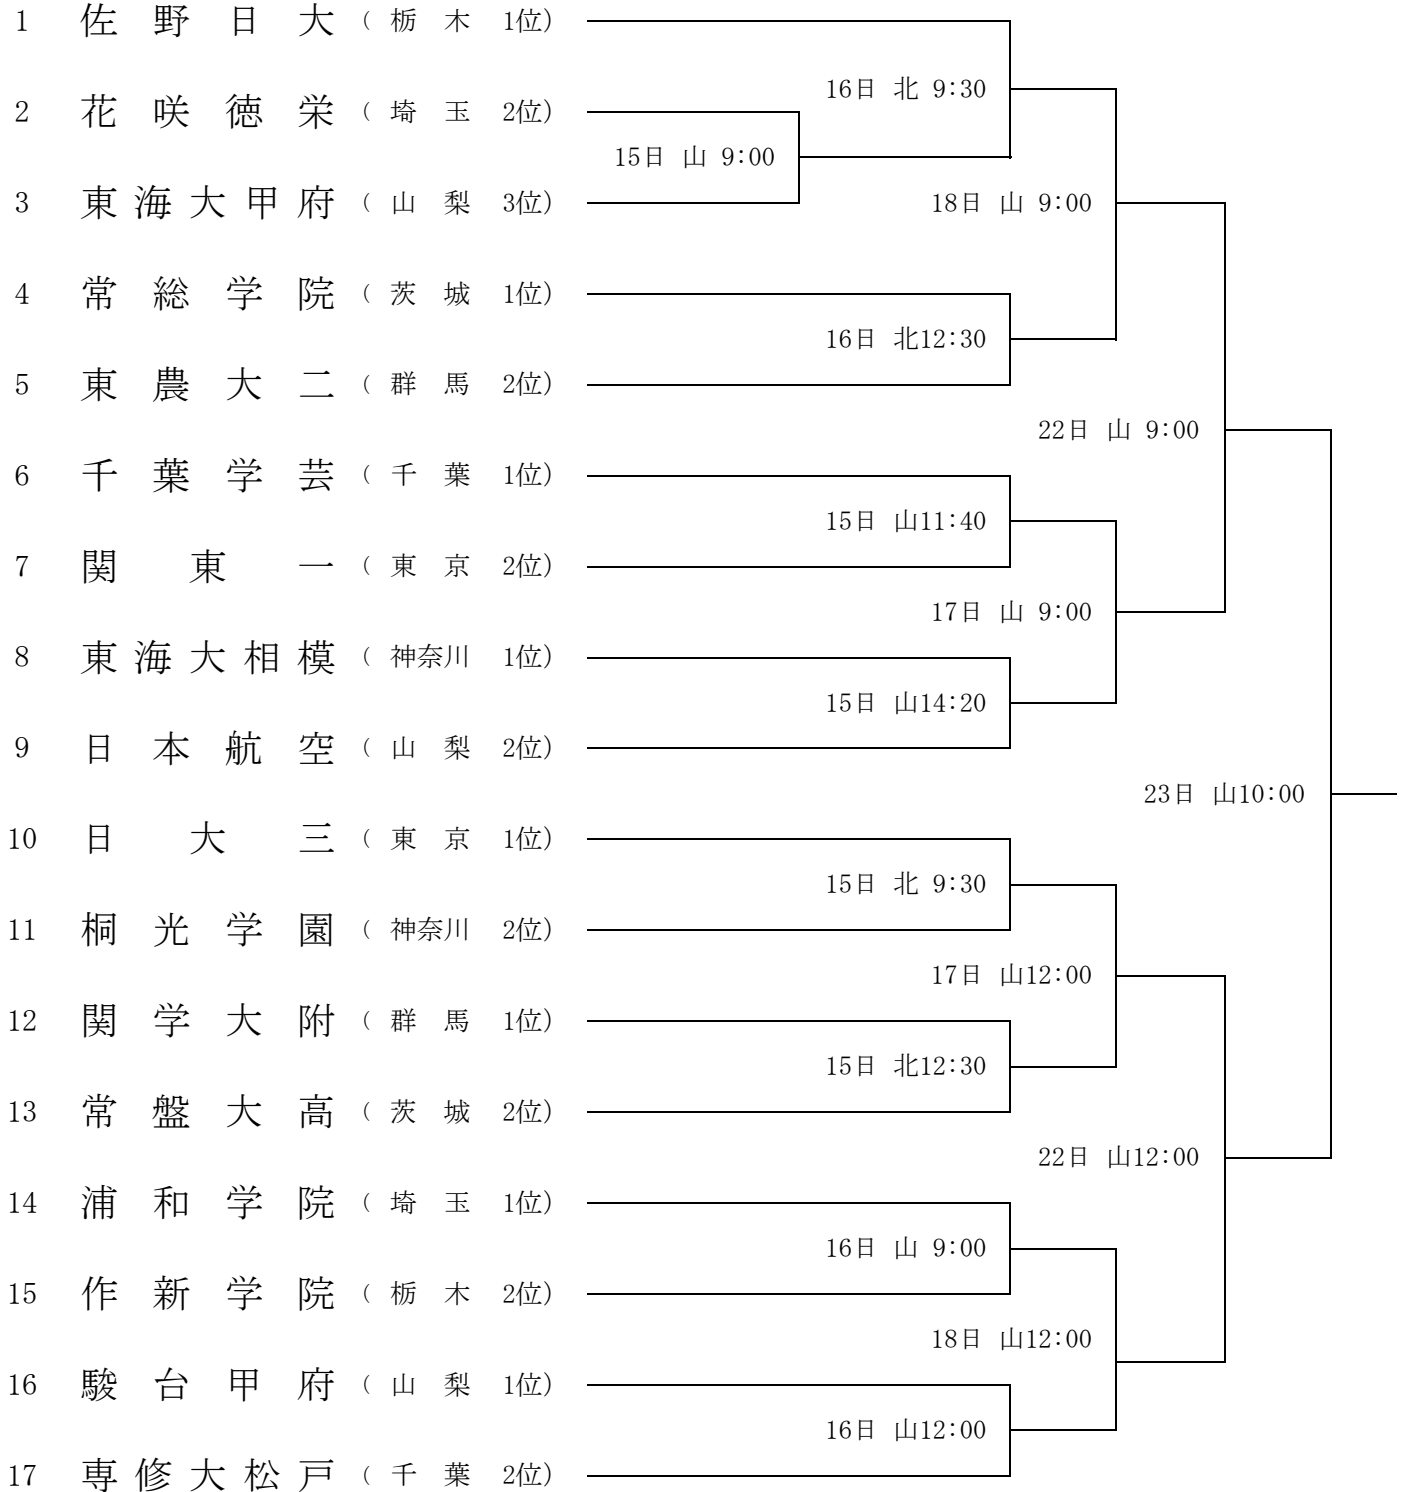 1 佐野日大 (栃木 1位)
16日 北 9:30
2 花咲徳栄 (埼玉 2位)
15日 山 9:00
3 東海大甲府 (山梨 3位)
18日 山 9:00
4 常総学院 (茨城 1位)
16日 北12:30
5 東農大二 (群馬 2位)
22日 山 9:00
6 千葉学芸 (千葉 1位)
15日 山11:40
7 関東一 (東京 2位)
17日 山 9:00
8 東海大相模 (神奈川 1位)
15日 山14:20
9 日本航空 (山梨 2位)
23日 山10:00
10 日大三 (東京 1位)
15日 北 9:30
11 桐光学園 (神奈川 2位)
17日 山12:00
12 関学大附 (群馬 1位)
15日 北12:30
13 常盤大高 (茨城 2位)
22日 山12:00
14 浦和学院 (埼玉 1位)
16日 山 9:00
15 作新学院 (栃木 2位)
18日 山12:00
16 駿台甲府 (山梨 1位)
16日 山12:00
17 専修大松戸 (千葉 2位)